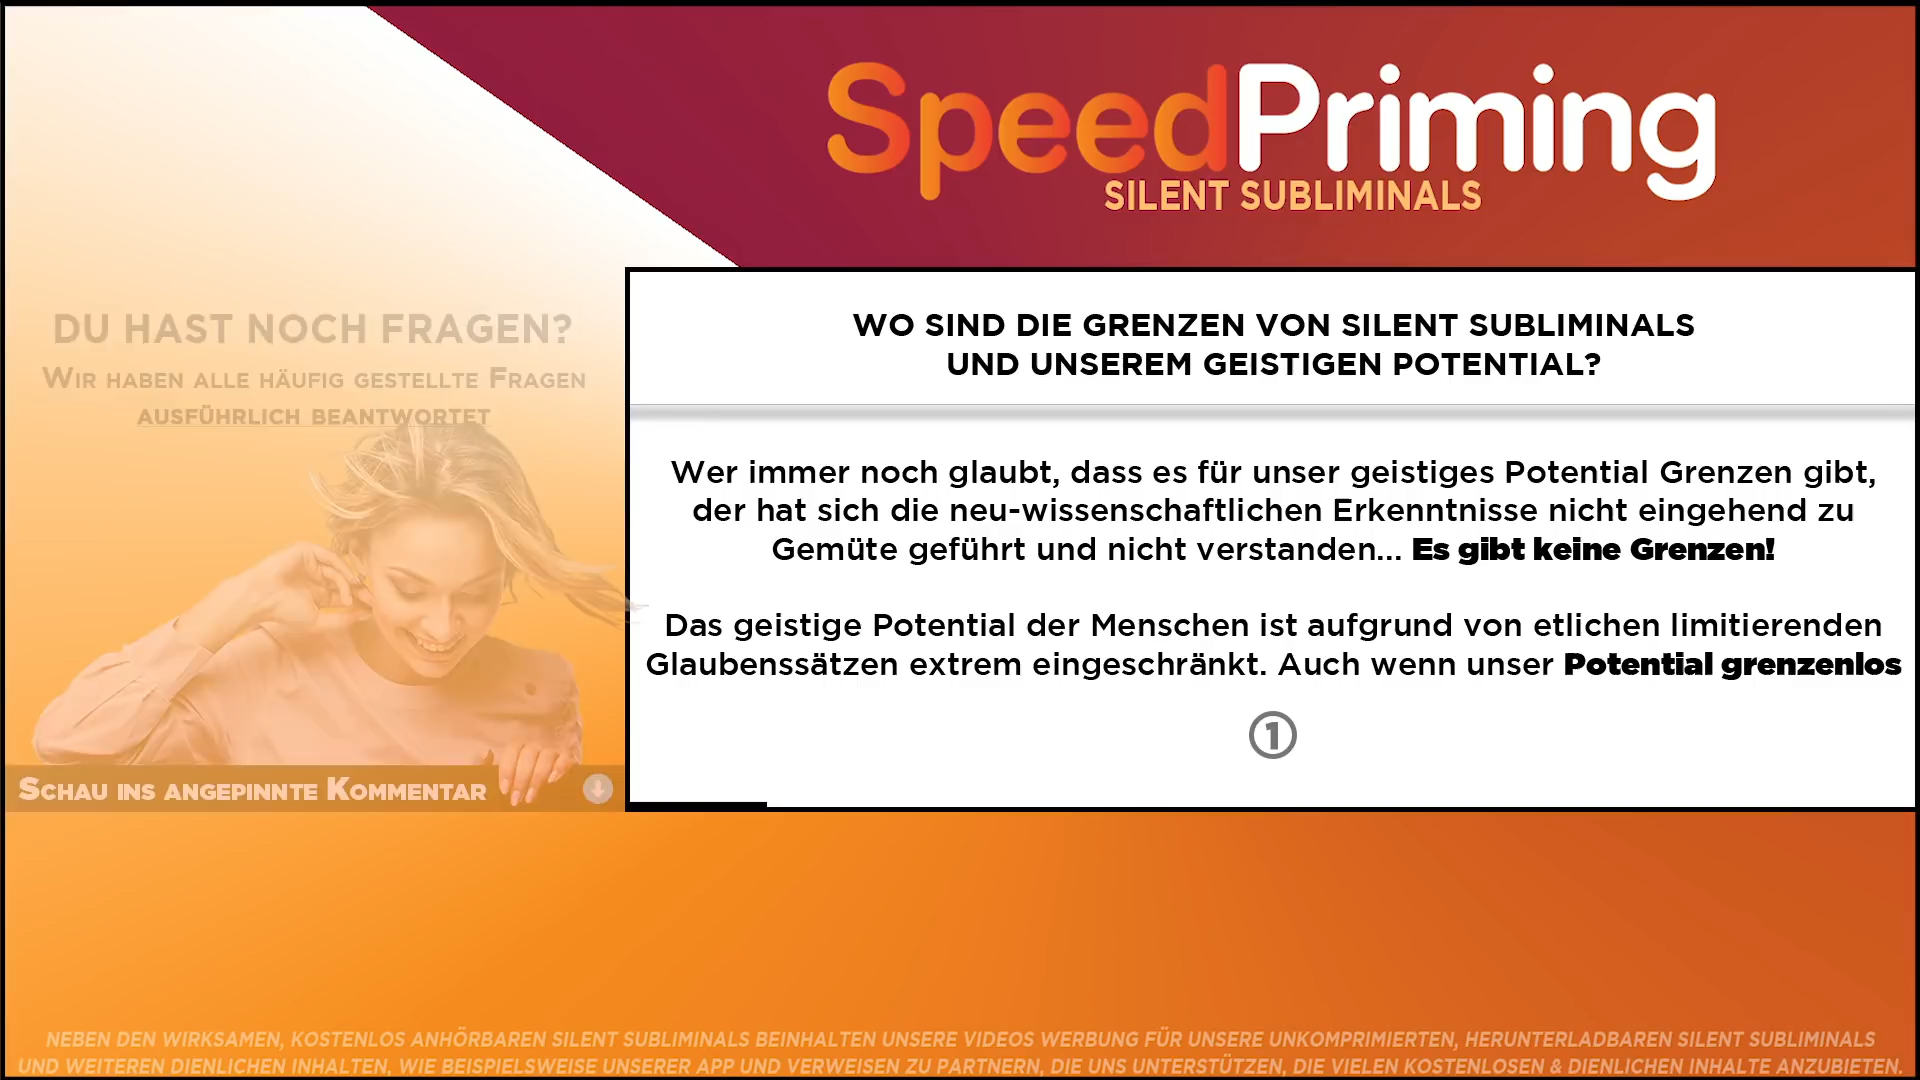 SpeedPriming
SILENT SUBLIMINALS
DU HAST NOCH FRAGEN?
WIR HABEN ALLE HÄUFIG GESTELLTE FRAGEN
AUSFÜHRLICH BEANTWORTET
SCHAU INS ANGEPINNTE KOMMENTAR
WO SIND DIE GRENZEN VON SILENT SUBLIMINALS
UND UNSEREM GEISTIGEN POTENTIAL?
Wer immer noch glaubt, dass es für unser geistiges Potential Grenzen gibt,
der hat sich die neu-wissenschaftlichen Erkenntnisse nicht eingehend zu
Gemüte geführt und nicht verstanden... Es gibt keine Grenzen!
Das geistige Potential der Menschen ist aufgrund von etlichen limitierenden
Glaubenssätzen extrem eingeschränkt. Auch wenn unser Potential grenzenlos
1
NEBEN DEN WIRKSAMEN, KOSTENLOS ANHÖRBAREN SILENT SUBLIMINALS BEINHALTEN UNSERE VIDEOS WERBUNG FÜR UNSERE UNKOMPRIMIERTEN, HERUNTERLADBAREN SILENT SUBLIMINALS
UND WEITEREN DIENLICHEN INHALTEN, WIE BEISPIELSWEISE UNSERER APP UND VERWEISEN ZU PARTNERN, DIE UNS UNTERSTÜTZEN, DIE VIELEN KOSTENLOSEN & DIENLICHEN INHALTE ANZUBIETEN.